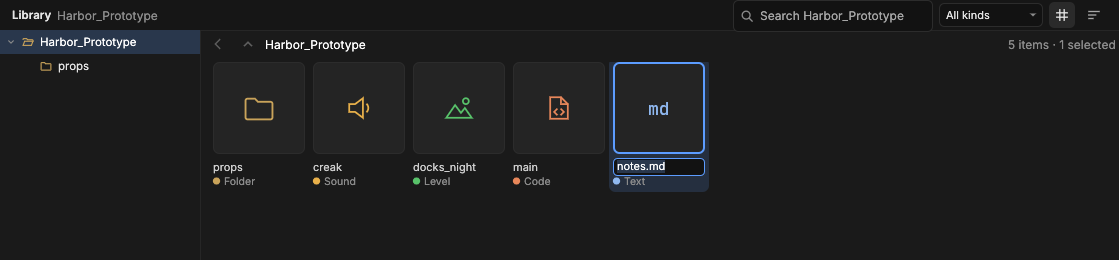 Library Harbor_Prototype
Search Harbor_Prototype
All kinds
Harbor_Prototype
props
Harbor_Prototype
5 items · 1 selected
md
props
Folder
creak
Sound
docks_night
Level
main
Code
notes.md
Text